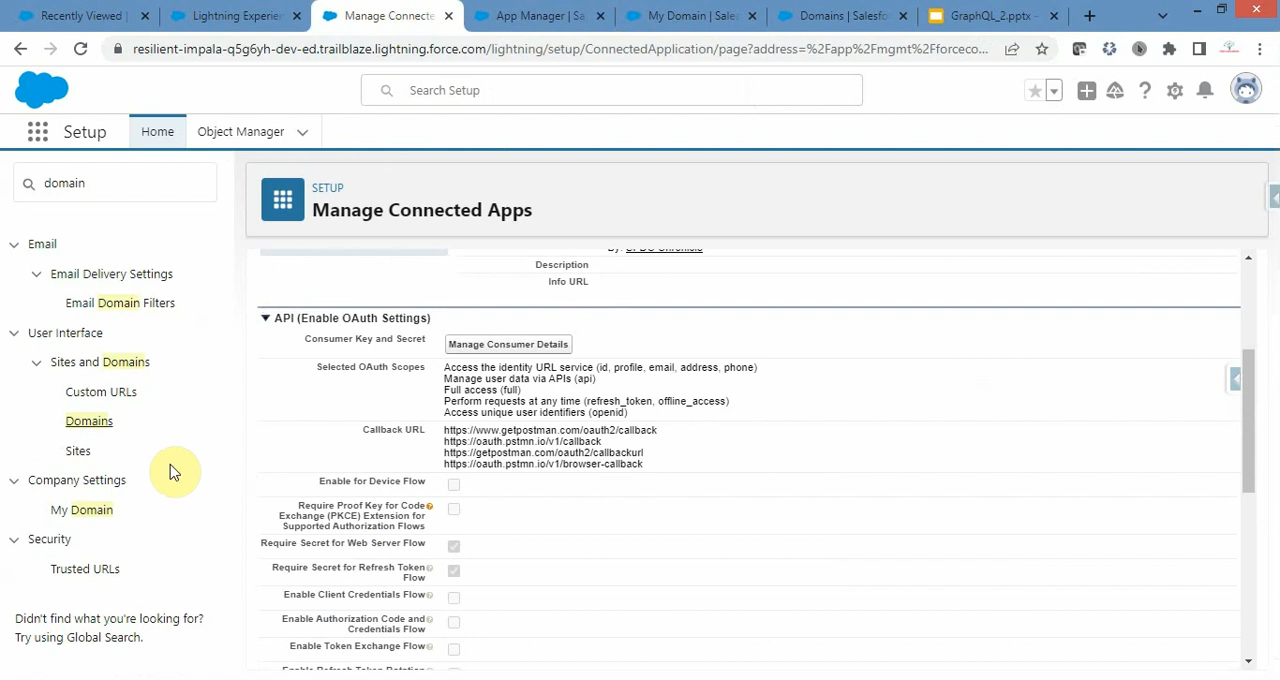 Recently Viewed |
Lightning Experien
Manage Connecte
App Manager | Sa
My Domain | Sales
Domains | Salesfo
GraphQL_2.pptx -
resilient-impala-q5g6yh-dev-ed.trailblaze.lightning.force.com/lightning/setup/ConnectedApplication/page?address=%2Fapp%2Fmgmt%2Fforceco...
Search Setup
Setup
Home
Object Manager
domain
SETUP
Manage Connected Apps
Email
Email Delivery Settings
Email Domain Filters
User Interface
Sites and Domains
Custom URLs
Domains
Sites
Company Settings
My Domain
Security
Trusted URLs
Didn't find what you're looking for?
Try using Global Search.
Description
Info URL
API (Enable OAuth Settings)
Consumer Key and Secret
Manage Consumer Details
Selected OAuth Scopes
Access the identity URL service (id, profile, email, address, phone)
Manage user data via APIs (api)
Full access (full)
Perform requests at any time (refresh_token, offline_access)
Access unique user identifiers (openid)
Callback URL
https://www.getpostman.com/oauth2/callback
https://oauth.pstmn.io/v1/callback
https://getpostman.com/oauth2/callbackurl
https://oauth.pstmn.io/v1/browser-callback
Enable for Device Flow
Require Proof Key for Code
Exchange (PKCE) Extension for
Supported Authorization Flows
Require Secret for Web Server Flow
Require Secret for Refresh Token
Flow
Enable Client Credentials Flow
Enable Authorization Code and
Credentials Flow
Enable Token Exchange Flow
Enable Refresh Token Rotation